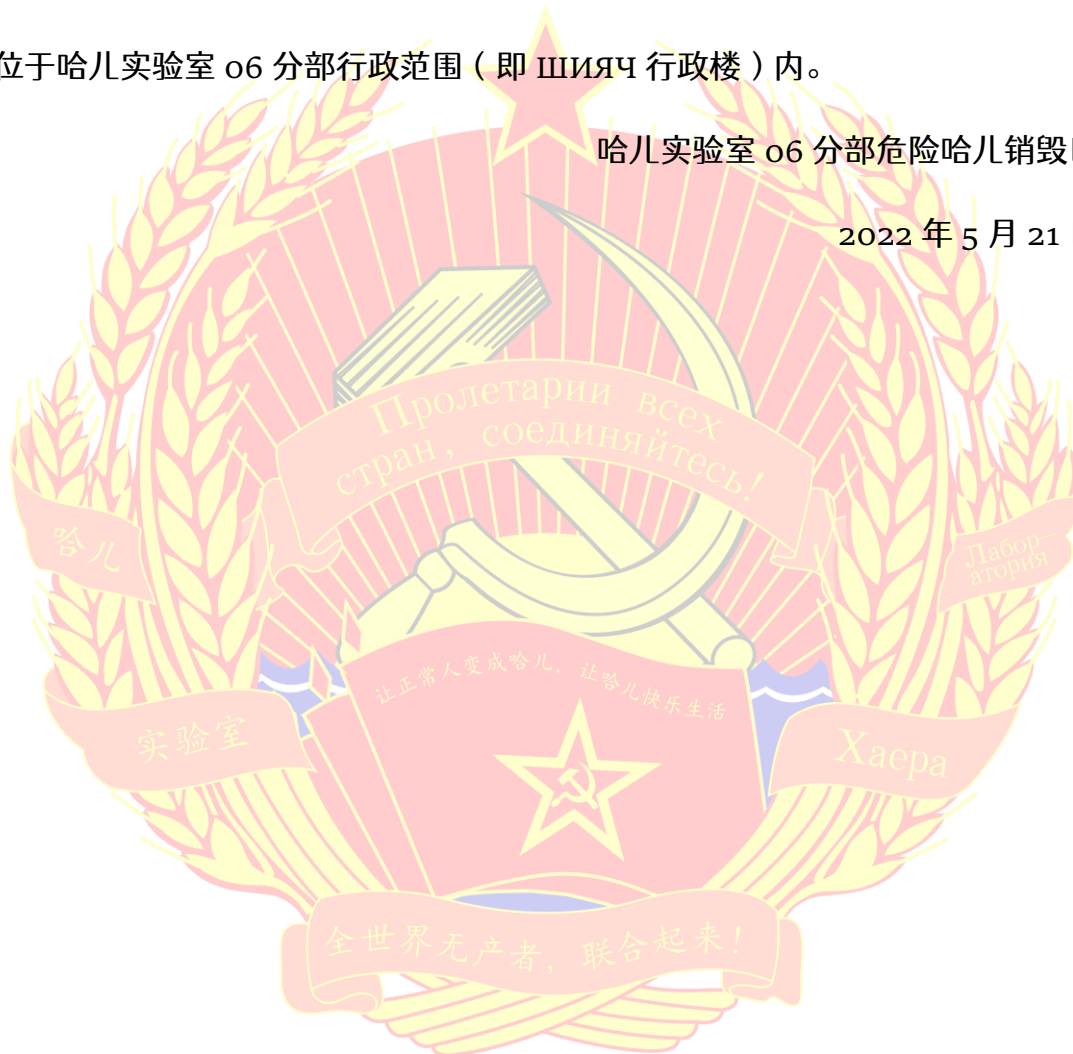 位于哈儿实验室 06 分部行政范围（即 ШИЯЧ 行政楼）内。
哈儿实验室 06 分部危险哈儿销毁
2022 年 5 月 21
Пролетарии всех
стран, соединяйтесь!
哈儿
Лабор-
атория
让正常人变成哈儿，让哈儿快乐生活
实验室
Хаера
全世界无产者，联合起来！